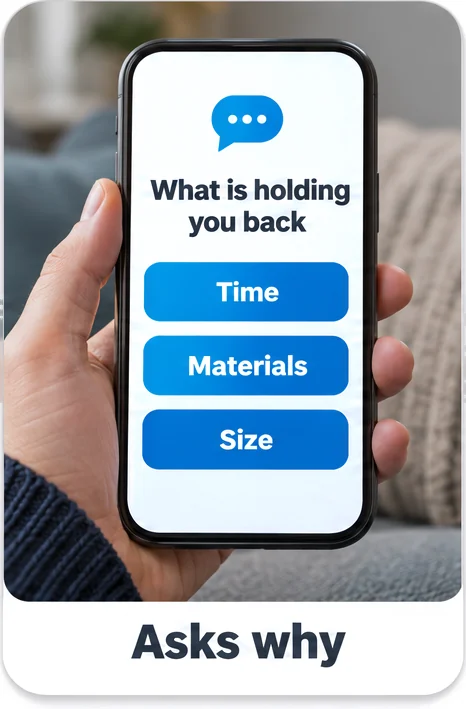 What is holding
you back
Time
Materials
Size
Asks why